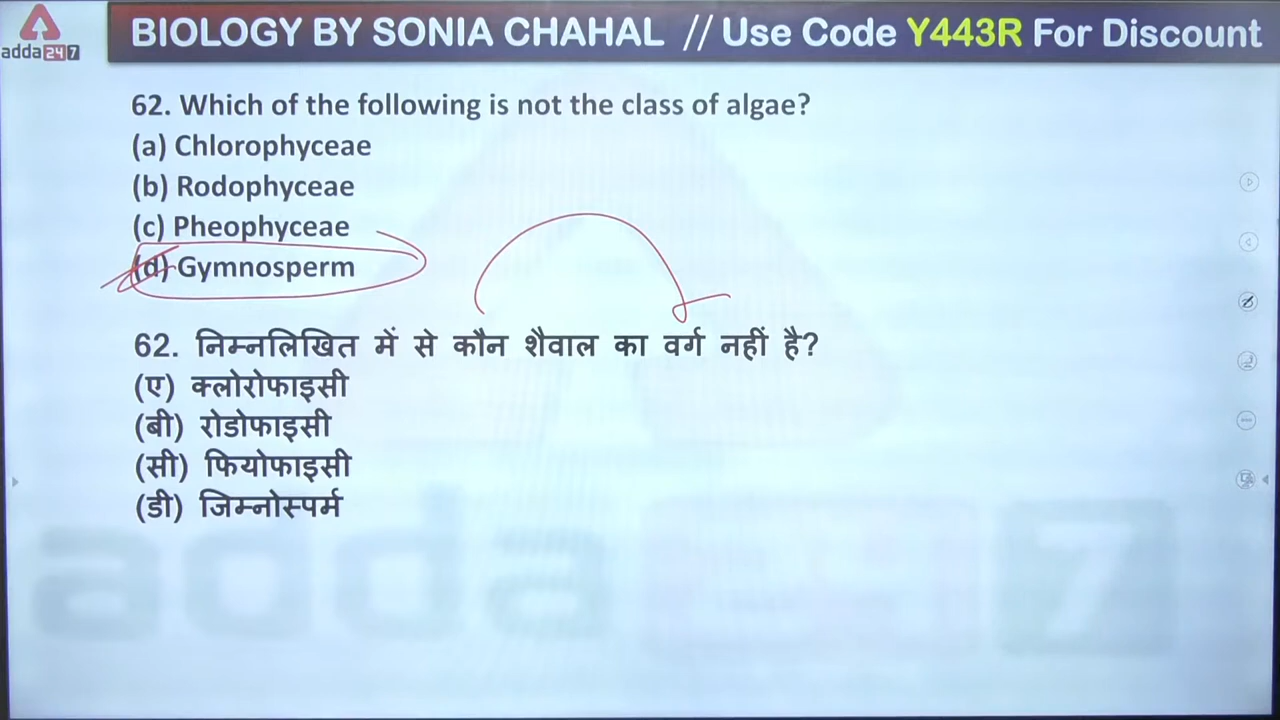 adda247
BIOLOGY BY SONIA CHAHAL // Use Code Y443R For Discount
62. Which of the following is not the class of algae?
(a) Chlorophyceae
(b) Rodophyceae
(c) Pheophyceae
(d) Gymnosperm
62. निम्नलिखित में से कौन शैवाल का वर्ग नहीं है?
(ए) क्लोरोफाइसी
(बी) रोडोफाइसी
(सी) फियोफाइसी
(डी) जिम्नोस्पर्म
adda247